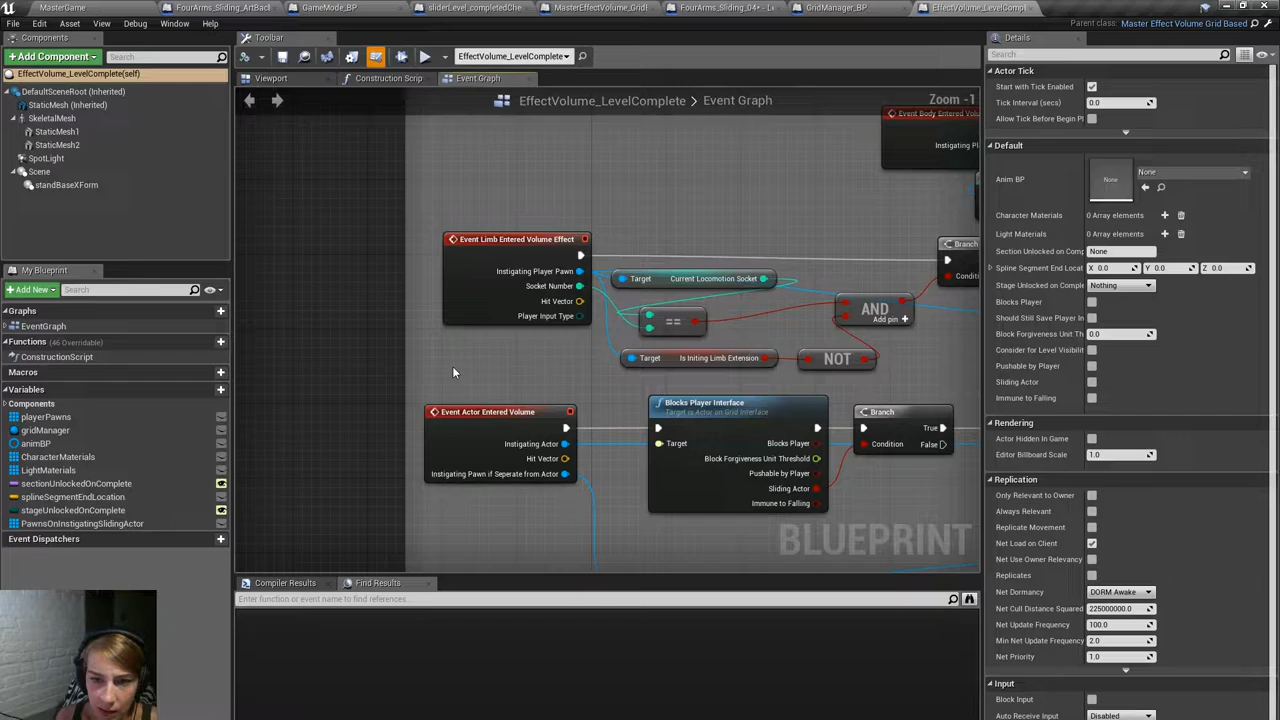 MasterGame
FourArms_Sliding_ArtBacl
GameMode_BP
sliderLevel_completedChe
MasterEffectVolume_Grid
FourArms_Sliding_04* - L
GridManager_BP
EffectVolume_LevelCompl
File Edit Asset View Debug Window Help
Parent class: Master Effect Volume Grid Based
Components
Add Component
Search
EffectVolume_LevelComplete(self)
DefaultSceneRoot (Inherited)
StaticMesh (Inherited)
SkeletalMesh
StaticMesh1
StaticMesh2
SpotLight
Scene
standBaseXForm
My Blueprint
Add New
Search
Graphs
EventGraph
Functions (46 Overridable)
ConstructionScript
Macros
Variables
Components
playerPawns
gridManager
animBP
CharacterMaterials
LightMaterials
sectionUnlockedOnComplete
splineSegmentEndLocation
stageUnlockedOnComplete
PawnsOnInstigatingSlidingActor
Event Dispatchers
Toolbar
EffectVolume_LevelComplete
Viewport
Construction Scrip
Event Graph
EffectVolume_LevelComplete > Event Graph
Zoom -1
Event Body Entered Volu
Instigating Pl
Event Limb Entered Volume Effect
Instigating Player Pawn
Socket Number
Hit Vector
Player Input Type
Target Current Locomotion Socket
==
AND
Add pin +
Branch
Conditi
Target Is Initing Limb Extension
NOT
Event Actor Entered Volume
Instigating Actor
Hit Vector
Instigating Pawn if Seperate from Actor
Blocks Player Interface
Target is Actor on Grid Interface
Target
Blocks Player
Block Forgiveness Unit Threshold
Pushable by Player
Sliding Actor
Immune to Falling
Branch
True
Condition False
BLUEPRINT
Compiler Results
Find Results
Enter function or event name to find references...
Details
Search
Actor Tick
Start with Tick Enabled
Tick Interval (secs) 0.0
Allow Tick Before Begin Pl
Default
Anim BP
None
None
Character Materials 0 Array elements
Light Materials 0 Array elements
Section Unlocked on Comp None
Spline Segment End Locat X 0.0 Y 0.0 Z 0.0
Stage Unlocked on Comple Nothing
Blocks Player
Should Still Save Player In
Block Forgiveness Unit Th 0.0
Consider for Level Visibilit
Pushable by Player
Sliding Actor
Immune to Falling
Rendering
Actor Hidden In Game
Editor Billboard Scale 1.0
Replication
Only Relevant to Owner
Always Relevant
Replicate Movement
Net Load on Client
Net Use Owner Relevancy
Replicates
Net Dormancy DORM Awake
Net Cull Distance Squared 225000000.0
Net Update Frequency 100.0
Min Net Update Frequency 2.0
Net Priority 1.0
Input
Block Input
Auto Receive Input Disabled